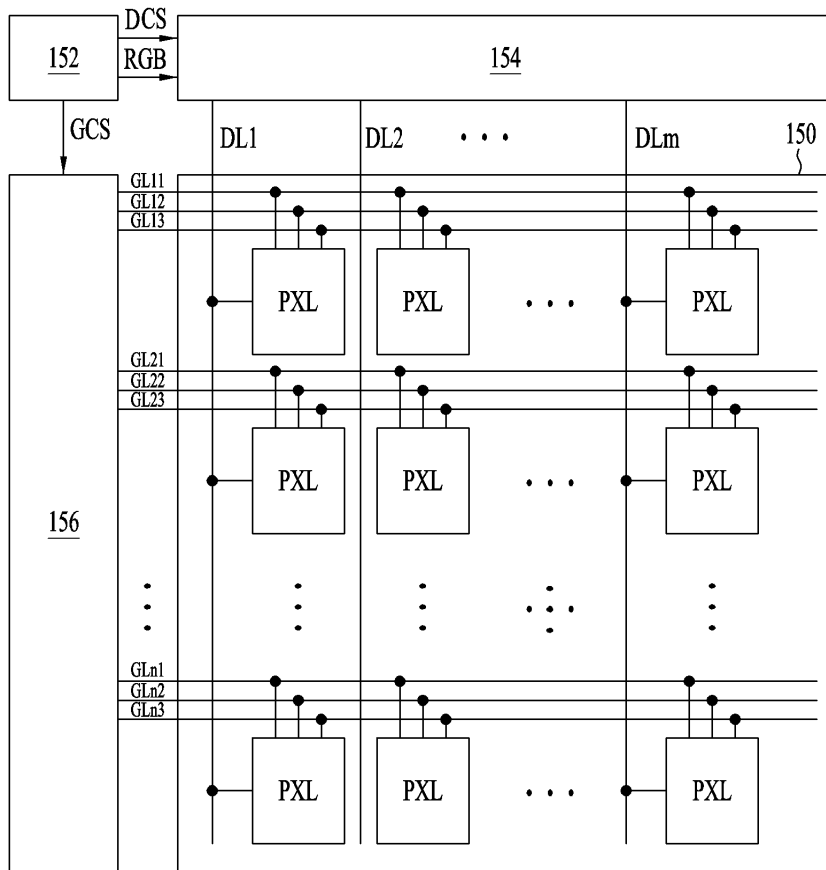 DCS
152
RGB
154
GCS
DL1
DL2
DLm
150
GL11
GL12
GL13
PXL
PXL
PXL
GL21
GL22
GL23
PXL
PXL
PXL
156
GLn1
GLn2
GLn3
PXL
PXL
PXL